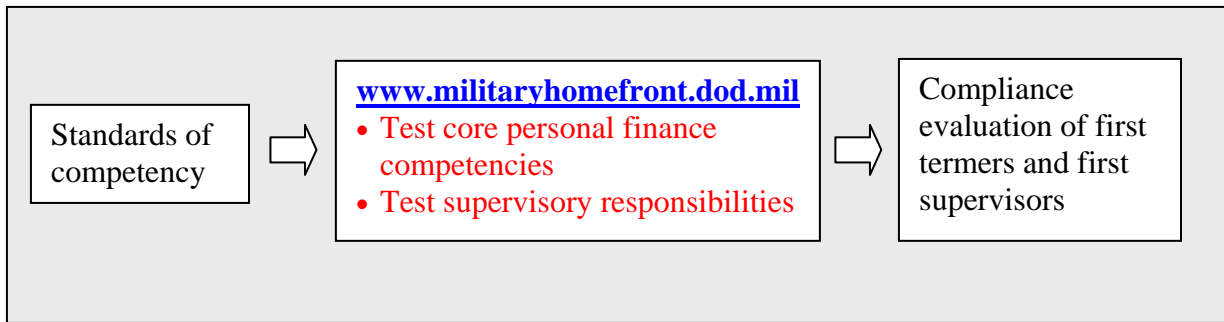 Standards of
competency
www.militaryhomefront.dod.mil
• Test core personal finance
competencies
• Test supervisory responsibilities
Compliance
evaluation of first
termers and first
supervisors